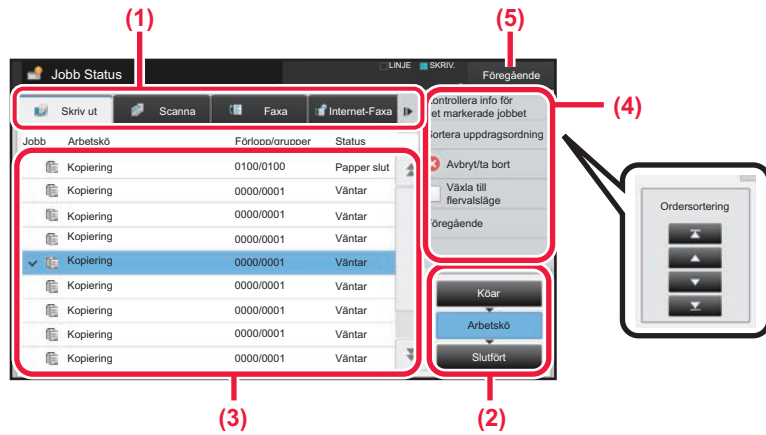 (1)
(5)
Jobb Status
LINJE
SKRIV.
Föregående
Skriv ut
Scanna
Faxa
Internet-Faxa
ontrollera info för
et markerade jobbet
(4)
Sortera uppdragsordning
Jobb
Arbetskö
Förlopp/grupper
Status
Kopiering 0100/0100 Papper slut
Avbryt/ta bort
Kopiering 0000/0001 Väntar
Växla till
flervalsläge
Kopiering 0000/0001 Väntar
öregående
Kopiering 0000/0001 Väntar
Kopiering 0000/0001 Väntar
Kopiering 0000/0001 Väntar
Kopiering 0000/0001 Väntar
Kopiering 0000/0001 Väntar
Kopiering 0000/0001 Väntar
Köar
Arbetskö
Slutfört
Ordersortering
(3)
(2)